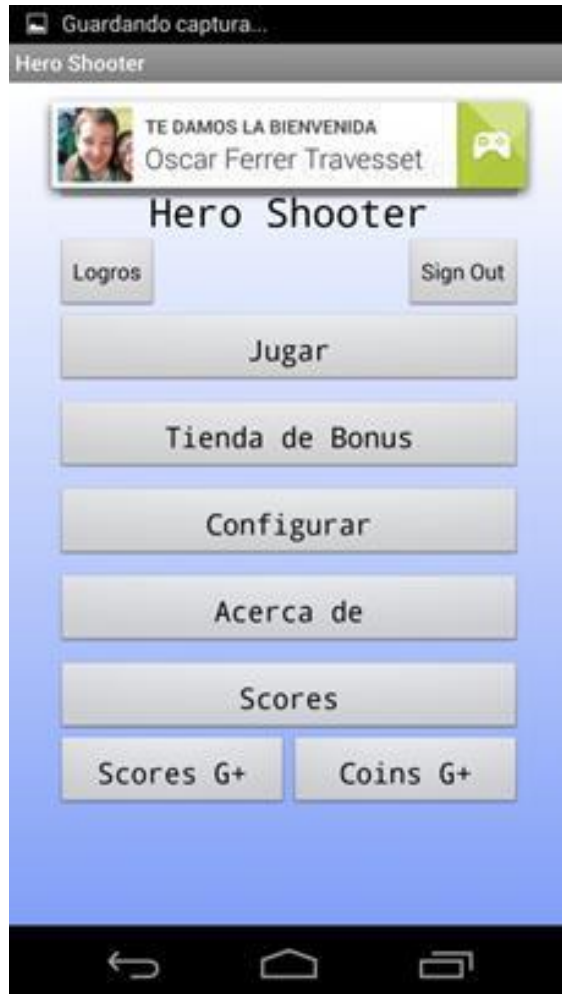 Guardando captura...
Hero Shooter
TE DAMOS LA BIENVENIDA
Oscar Ferrer Travesset
Hero Shooter
Logros
Sign Out
Jugar
Tienda de Bonus
Configurar
Acerca de
Scores
Scores G+
Coins G+